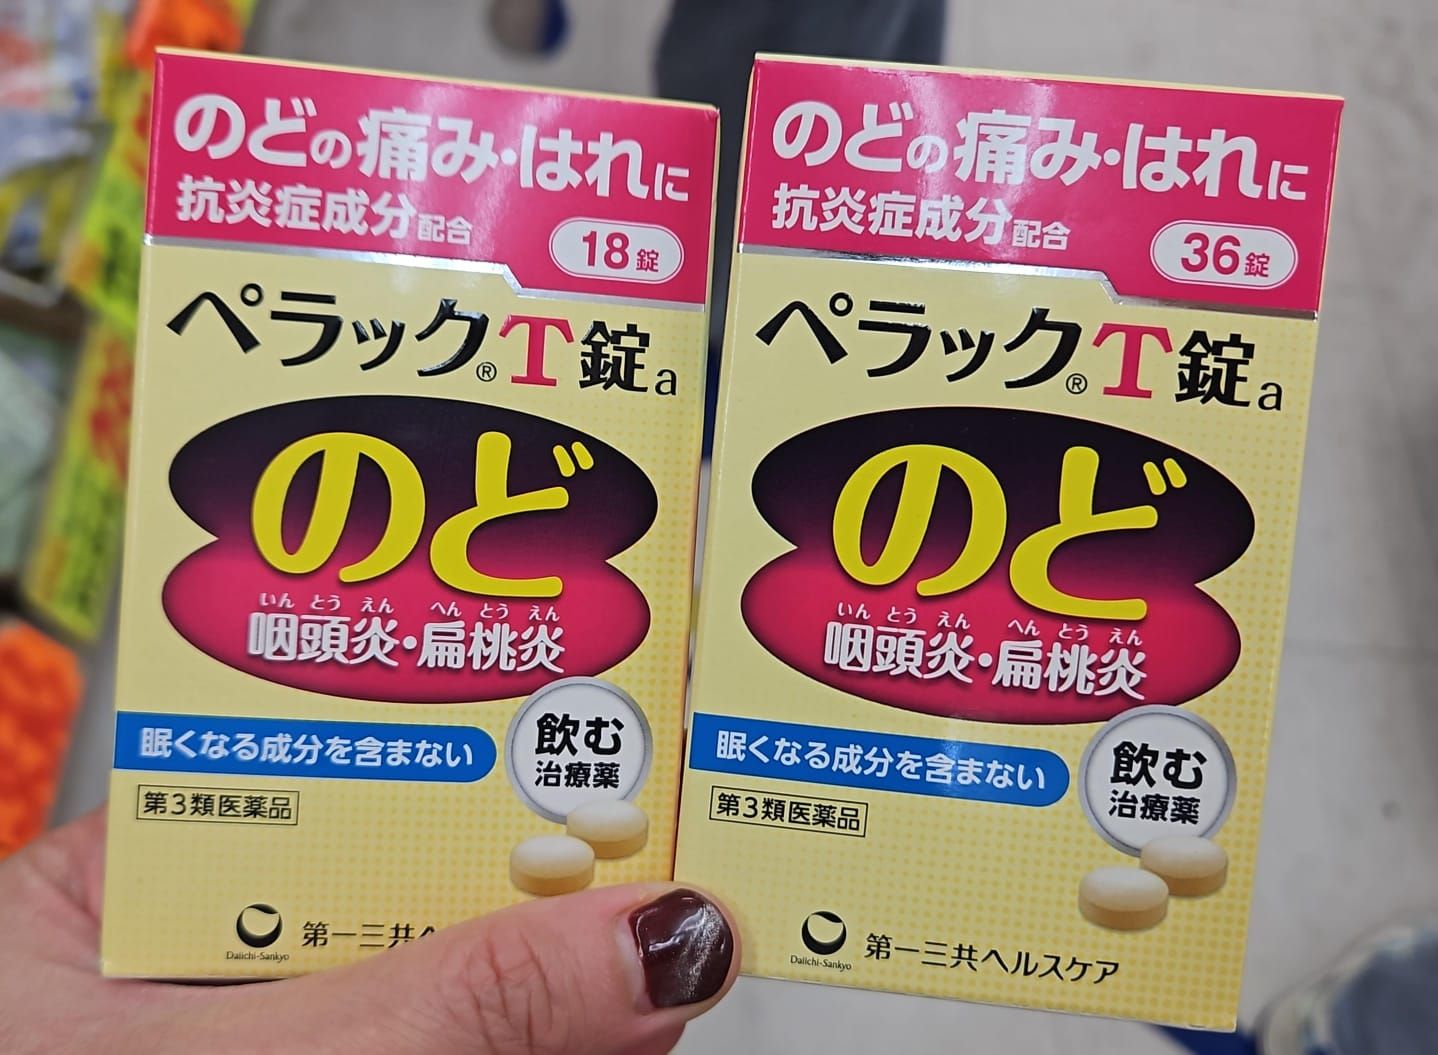 のどの痛み・はれに
抗炎症成分配合
18錠
ペラック®T錠a
のど
いんとうえん へんとうえん
咽頭炎・扁桃炎
眠くなる成分を含まない
飲む
治療薬
第3類医薬品
Daiichi-Sankyo
第一三共ヘ
のどの痛み・はれに
抗炎症成分配合
36錠
ペラック®T錠a
のど
いんとうえん へんとうえん
咽頭炎・扁桃炎
眠くなる成分を含まない
飲む
治療薬
第3類医薬品
Daiichi-Sankyo
第一三共ヘルスケア